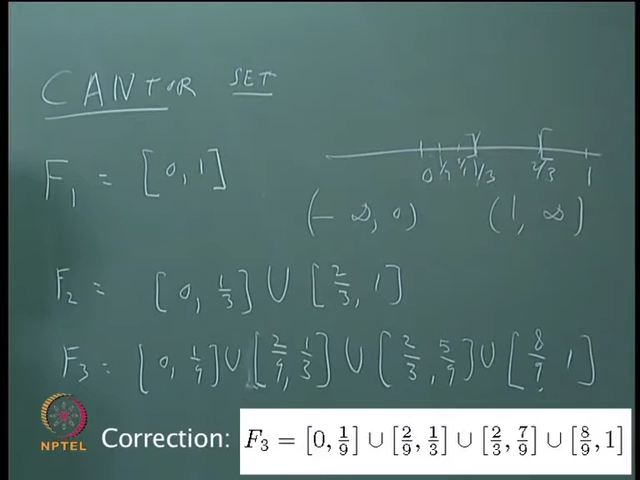 CANTOR SET
F₁ = [0, 1]
0 1/9 2/9 1/3 2/3 1
(- ∞, 0) (1, ∞)
F₂ = [0, 1/3] ∪ [2/3, 1]
F₃ = [0, 1/9] ∪ [2/9, 1/3] ∪ [2/3, 5/9] ∪ [8/9, 1]
NPTEL
Correction: F₃ = [0, 1/9] ∪ [2/9, 1/3] ∪ [2/3, 7/9] ∪ [8/9, 1]